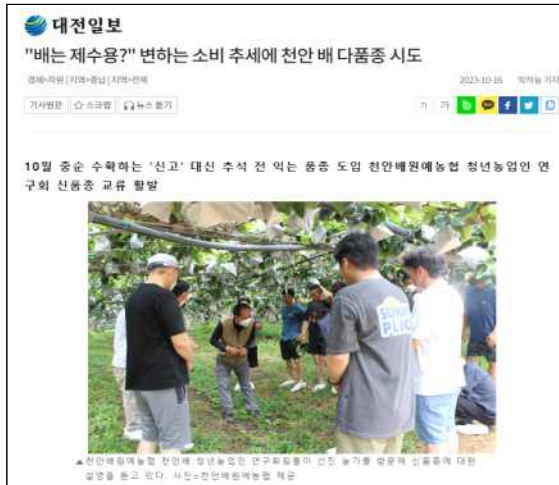 대전일보
"배는 제수용?" 변하는 소비 추세에 천안 배 다품종 시도
2023-10-16
기사원문 스크랩 뉴스 듣기
가 가
10월 중순 수확하는 '신고' 대신 추석 전 익는 품종 도입 천안배원예농협 청년농업인 연
구회 신품종 교류 활발
▲천안배원예농협 천안배 청년농업인 연구회원들이 선진 농가를 방문해 신품종에 대한
설명을 듣고 있다. 사진=천안배원예농협 제공